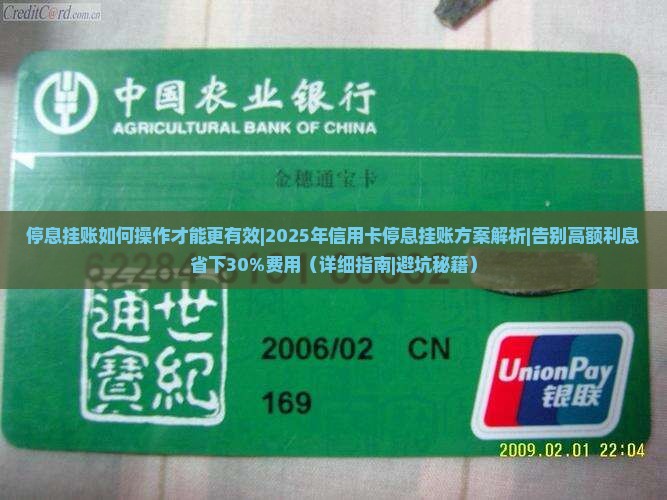 CreditCard.com.cn
中国农业银行
AGRICULTURAL BANK OF CHINA
金穗通宝卡
停息挂账如何操作才能更有效|2025年信用卡停息挂账方案解析|告别高额利息
省下30%费用（详细指南|避坑秘籍）
世紀
通寶
2006/02 CN
169
UnionPay
银联
2009.02.01 22:04